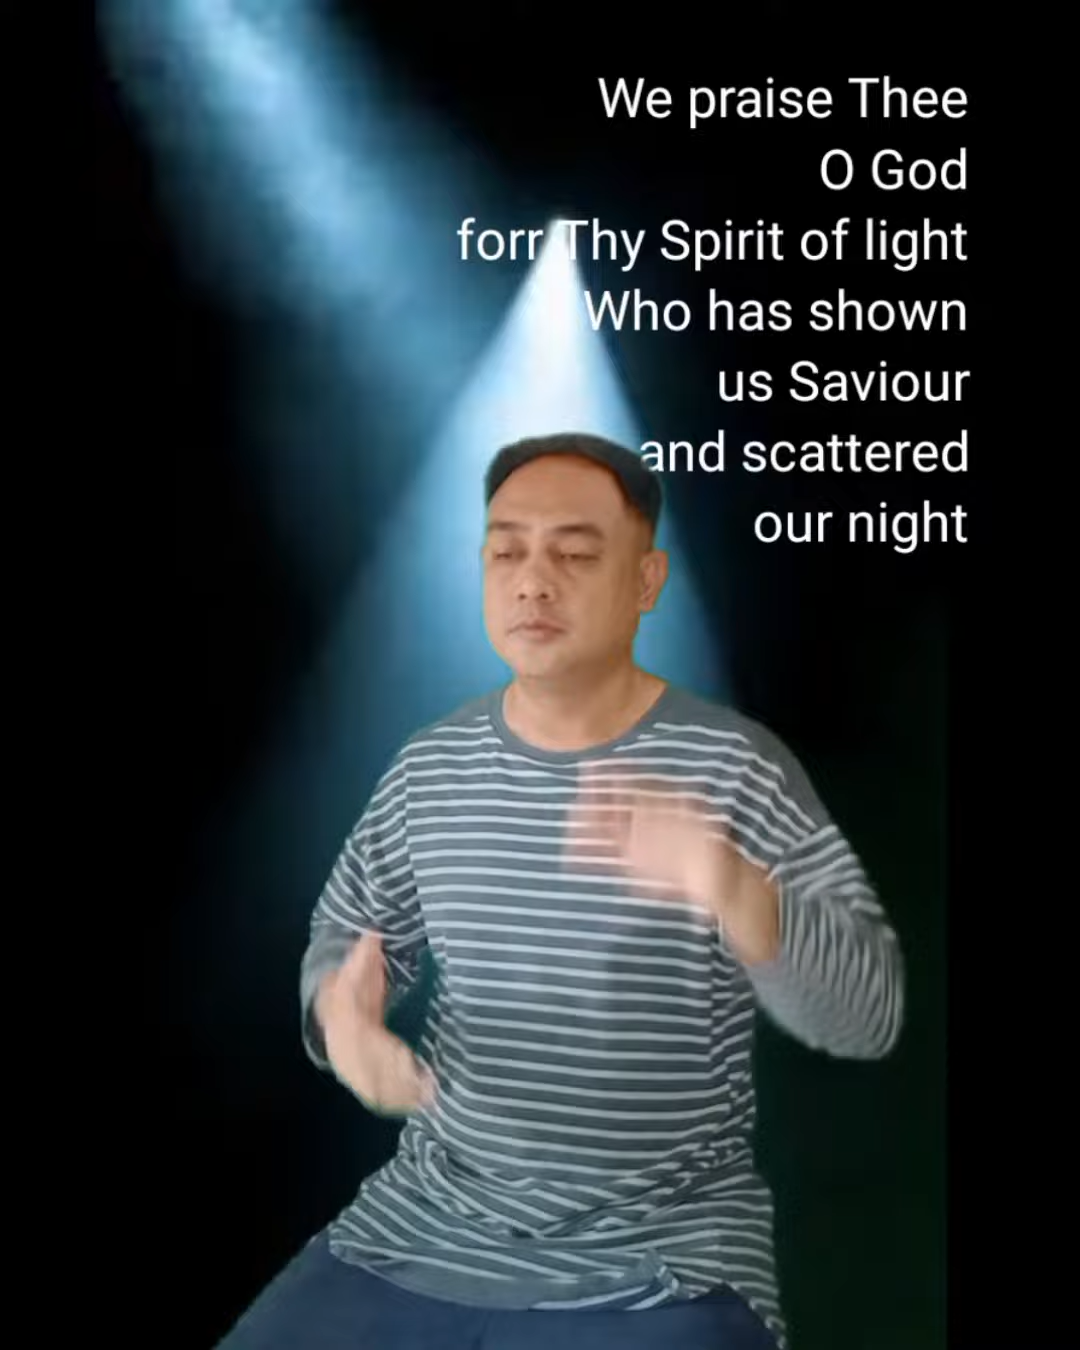 We praise Thee
O God
forr Thy Spirit of light
Who has shown
us Saviour
and scattered
our night